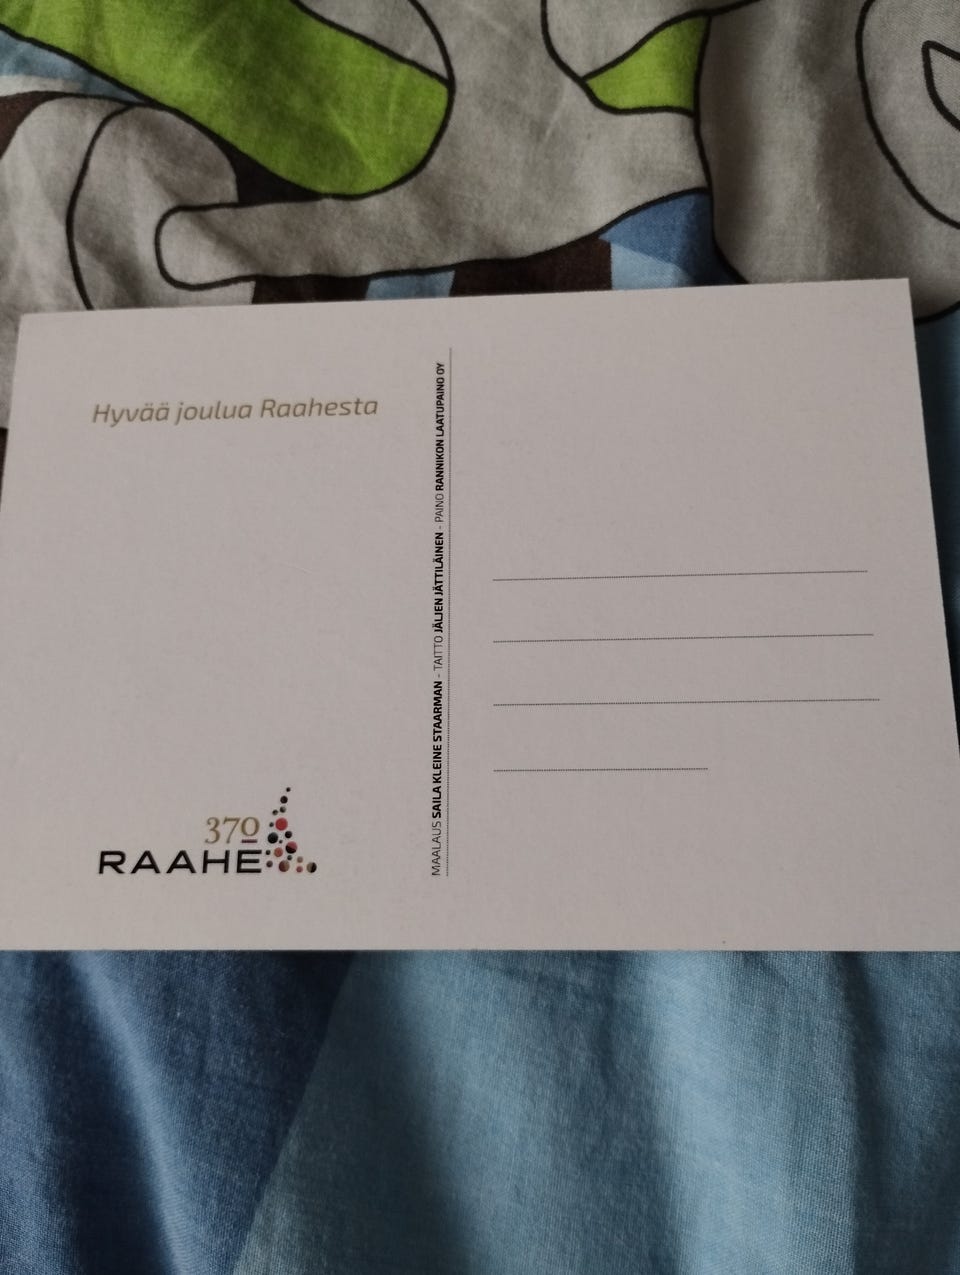 Hyvää joulua Raahesta
370
RAAHE
MAALAUS SAILA KLEINE STAARMAN - TAITTO JÄLJEN JÄTTILÄINEN - PAINO RANNIKON LAATUPAINO OY